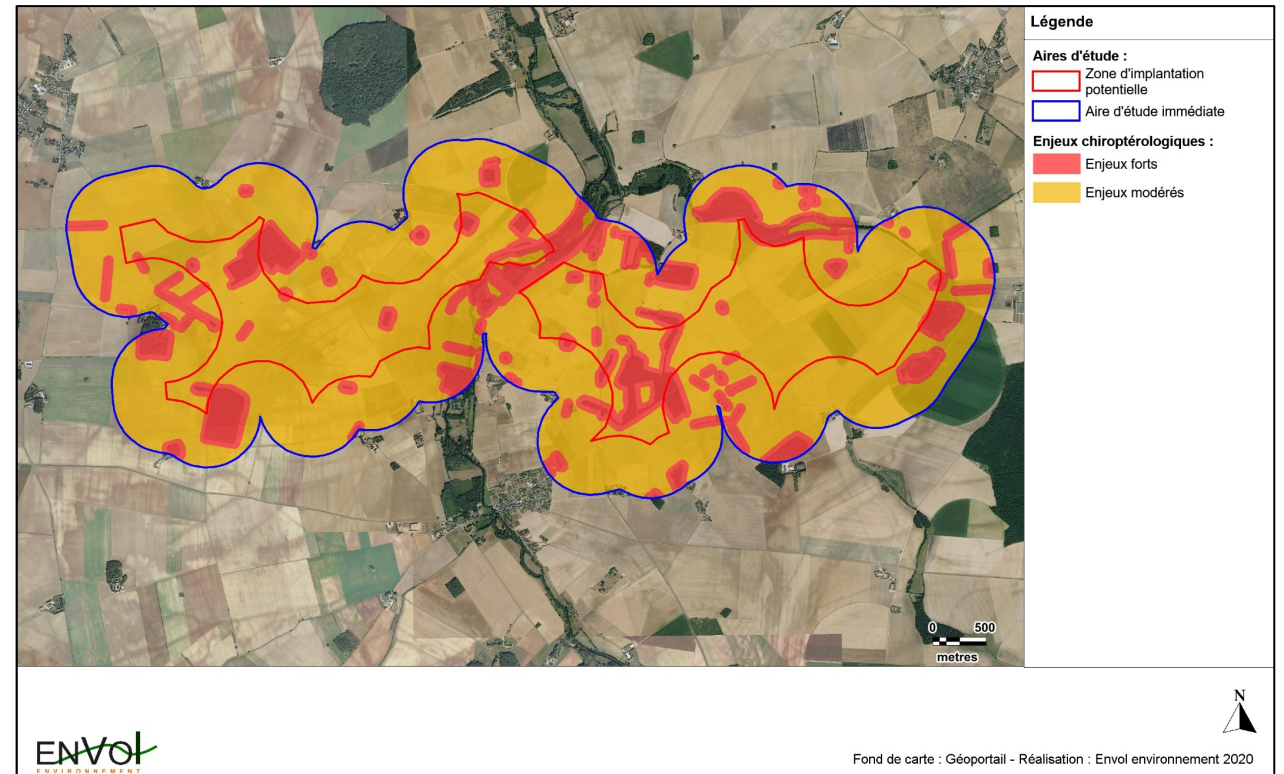 Légende
Aires d'étude :
Zone d'implantation
potentielle
Aire d'étude immédiate
Enjeux chiroptérologiques :
Enjeux forts
Enjeux modérés
0 500
metres
N
ENVOl
ENVIRONNEMENT
Fond de carte : Géoportail - Réalisation : Envol environnement 2020